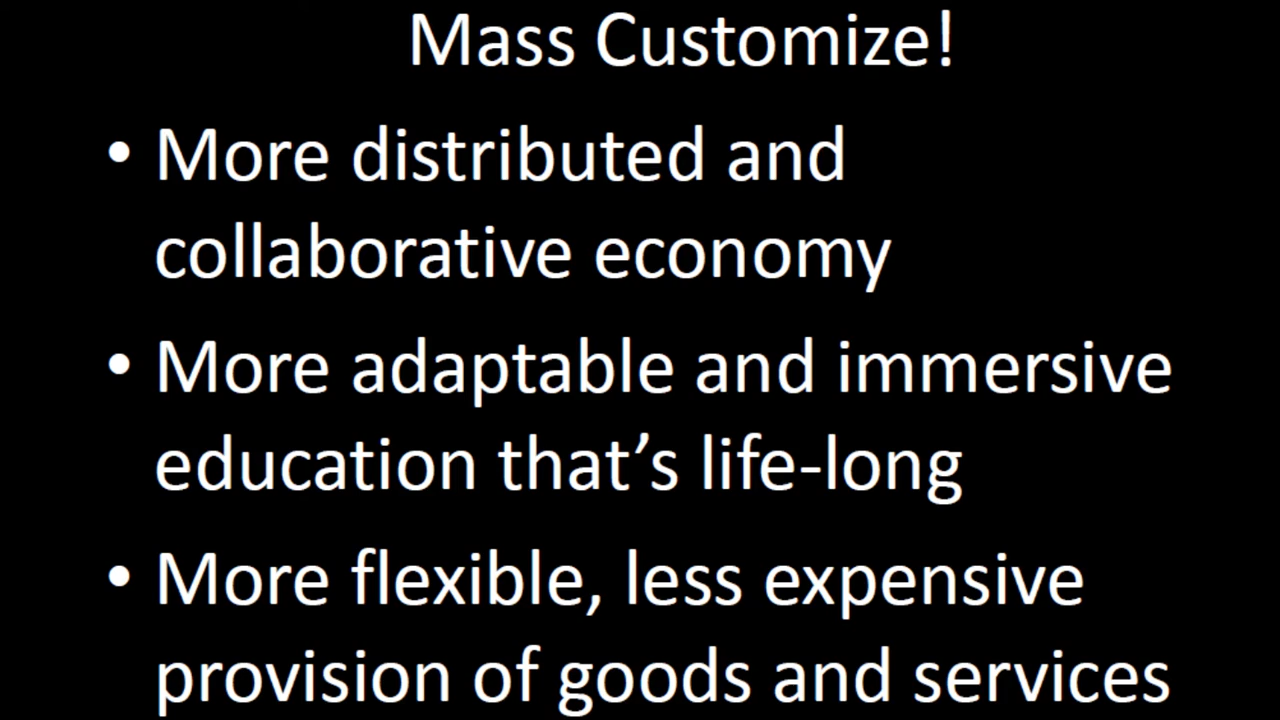 Mass Customize!
• More distributed and
collaborative economy
• More adaptable and immersive
education that’s life-long
• More flexible, less expensive
provision of goods and services